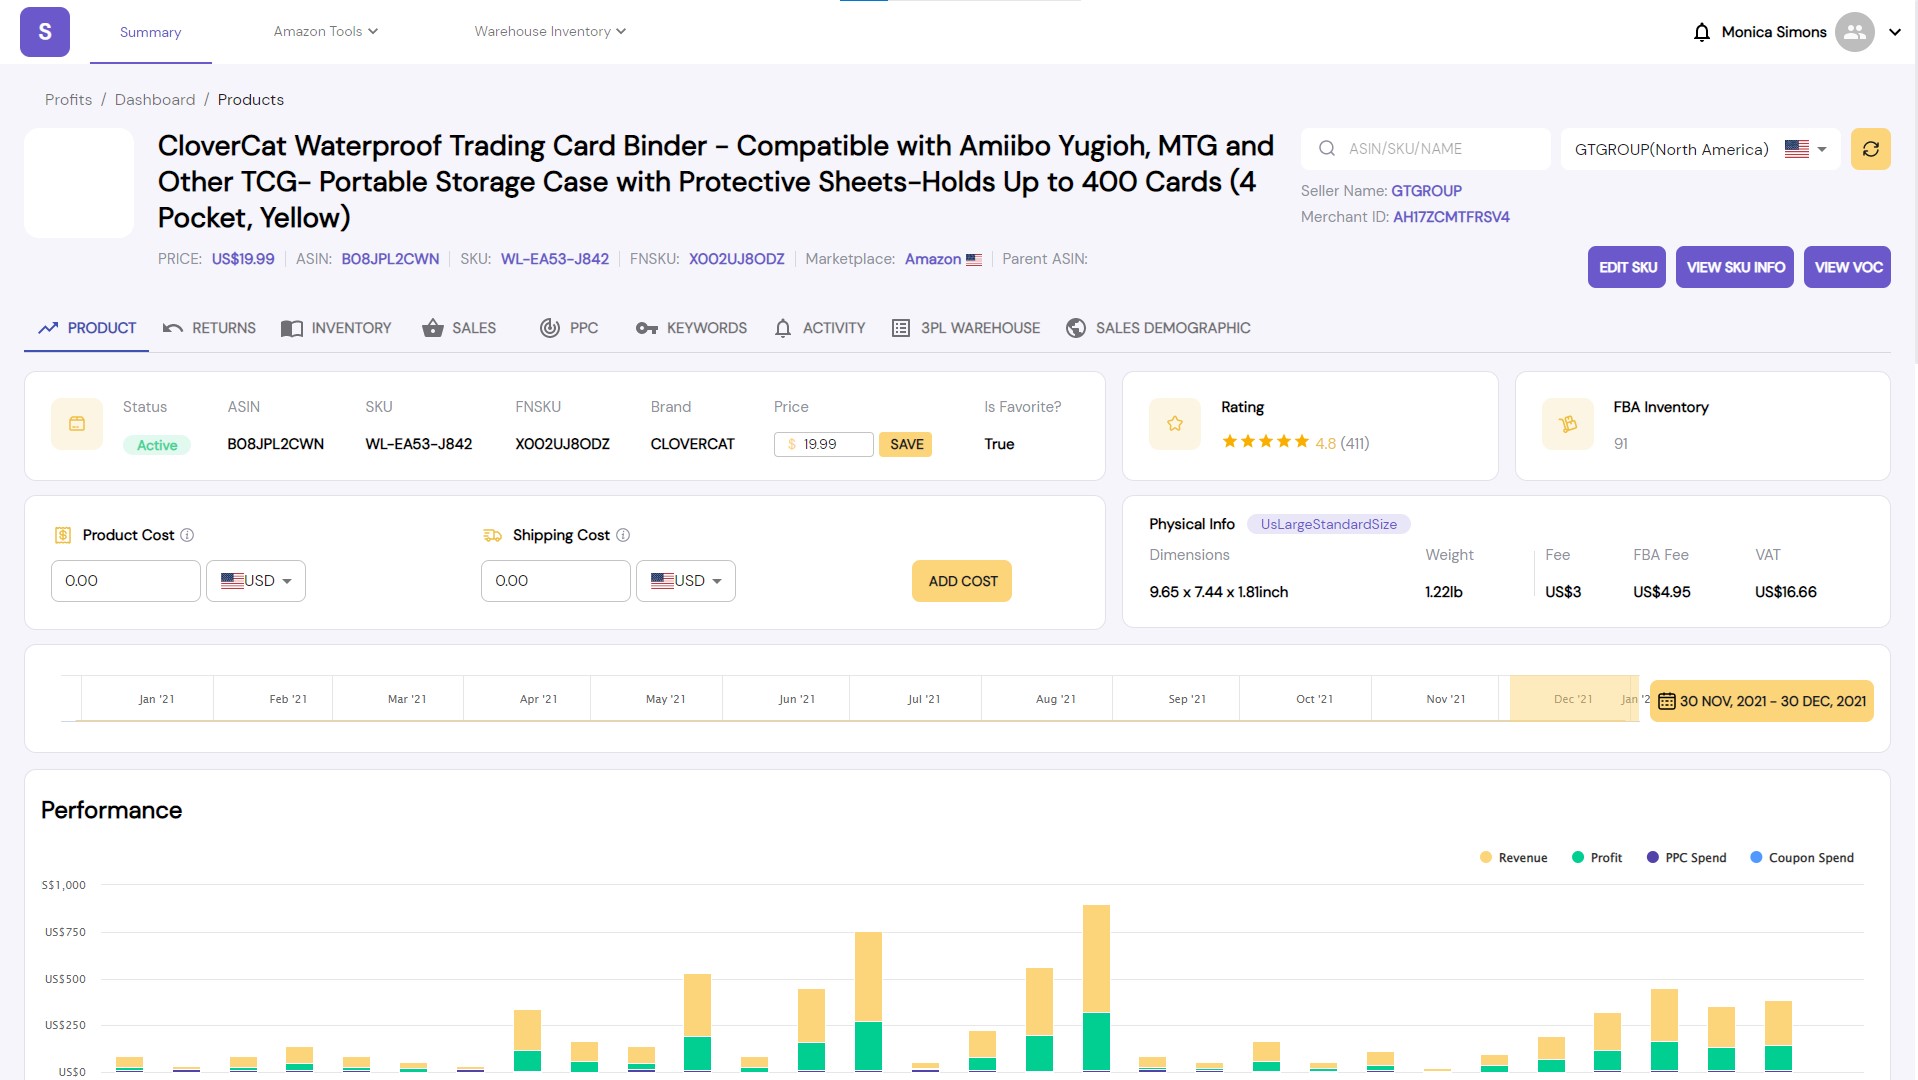 S
Summary
Amazon Tools
Warehouse Inventory
Monica Simons
Profits / Dashboard / Products
CloverCat Waterproof Trading Card Binder - Compatible with Amiibo Yugioh, MTG and
Other TCG- Portable Storage Case with Protective Sheets-Holds Up to 400 Cards (4
Pocket, Yellow)
ASIN/SKU/NAME
GTGROUP(North America)
Seller Name: GTGROUP
Merchant ID: AH17ZCMTFRSV4
PRICE: US$19.99 ASIN: B08JPL2CWN SKU: WL-EA53-J842 FNSKU: X002UJ8ODZ Marketplace: Amazon Parent ASIN:
EDIT SKU
VIEW SKU INFO
VIEW VOC
PRODUCT
RETURNS
INVENTORY
SALES
PPC
KEYWORDS
ACTIVITY
3PL WAREHOUSE
SALES DEMOGRAPHIC
Status ASIN SKU FNSKU Brand Price Is Favorite?
Active B08JPL2CWN WL-EA53-J842 X002UJ8ODZ CLOVERCAT $ 19.99 SAVE True
Rating
4.8 (411)
FBA Inventory
91
Product Cost
0.00
USD
Shipping Cost
0.00
USD
ADD COST
Physical Info UsLargeStandardSize
Dimensions Weight Fee FBA Fee VAT
9.65 x 7.44 x 1.81inch 1.22lb US$3 US$4.95 US$16.66
Jan '21 Feb '21 Mar '21 Apr '21 May '21 Jun '21 Jul '21 Aug '21 Sep '21 Oct '21 Nov '21 Dec '21 Jan '2
30 NOV, 2021 - 30 DEC, 2021
Performance
Revenue Profit PPC Spend Coupon Spend
S$1,000
US$750
US$500
US$250
US$0